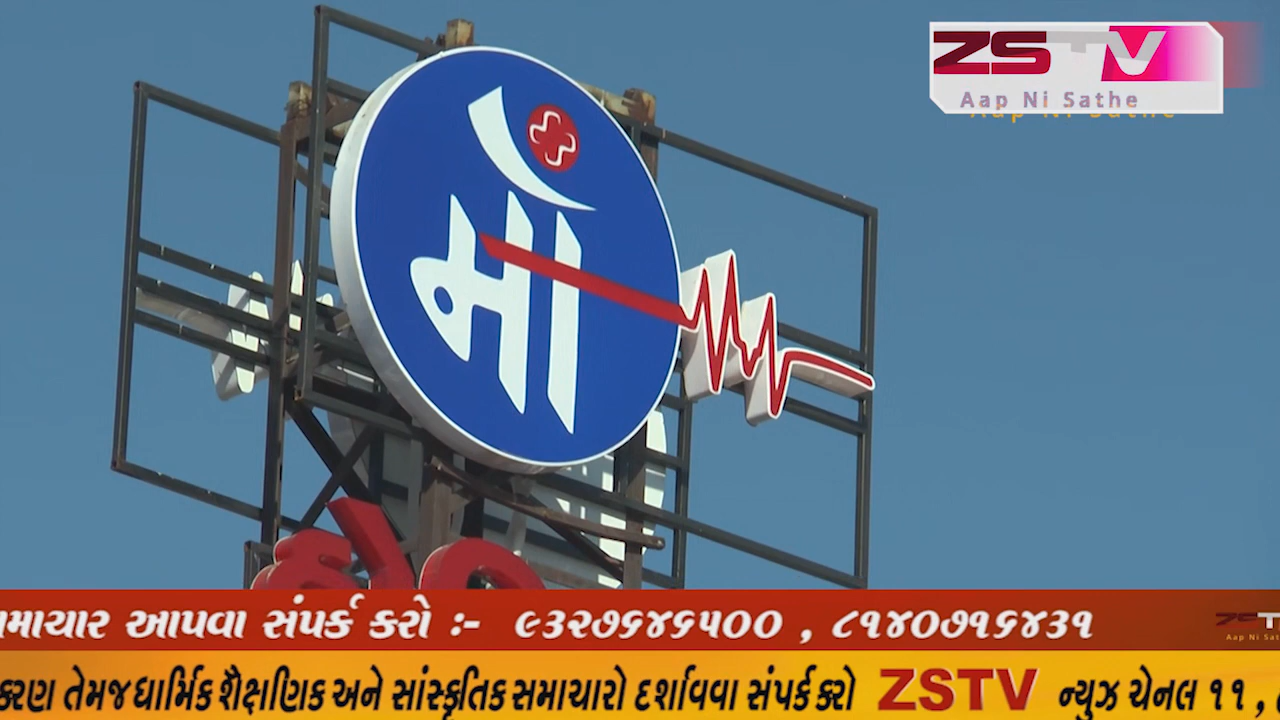 ZSTV
Aap Ni Sathe
માઁ
સમાચાર આપવા સંપર્ક કરો :- ૯૩૨૭૬૪૬૫૦૦ , ૮૧૪૦૭૧૬૪૩૧
તેમજ ધાર્મિક શૈક્ષણિક અને સાંસ્કૃતિક સમાચારો દર્શાવવા સંપર્ક કરો ZSTV ન્યુઝ ચેનલ ૧૧ ,